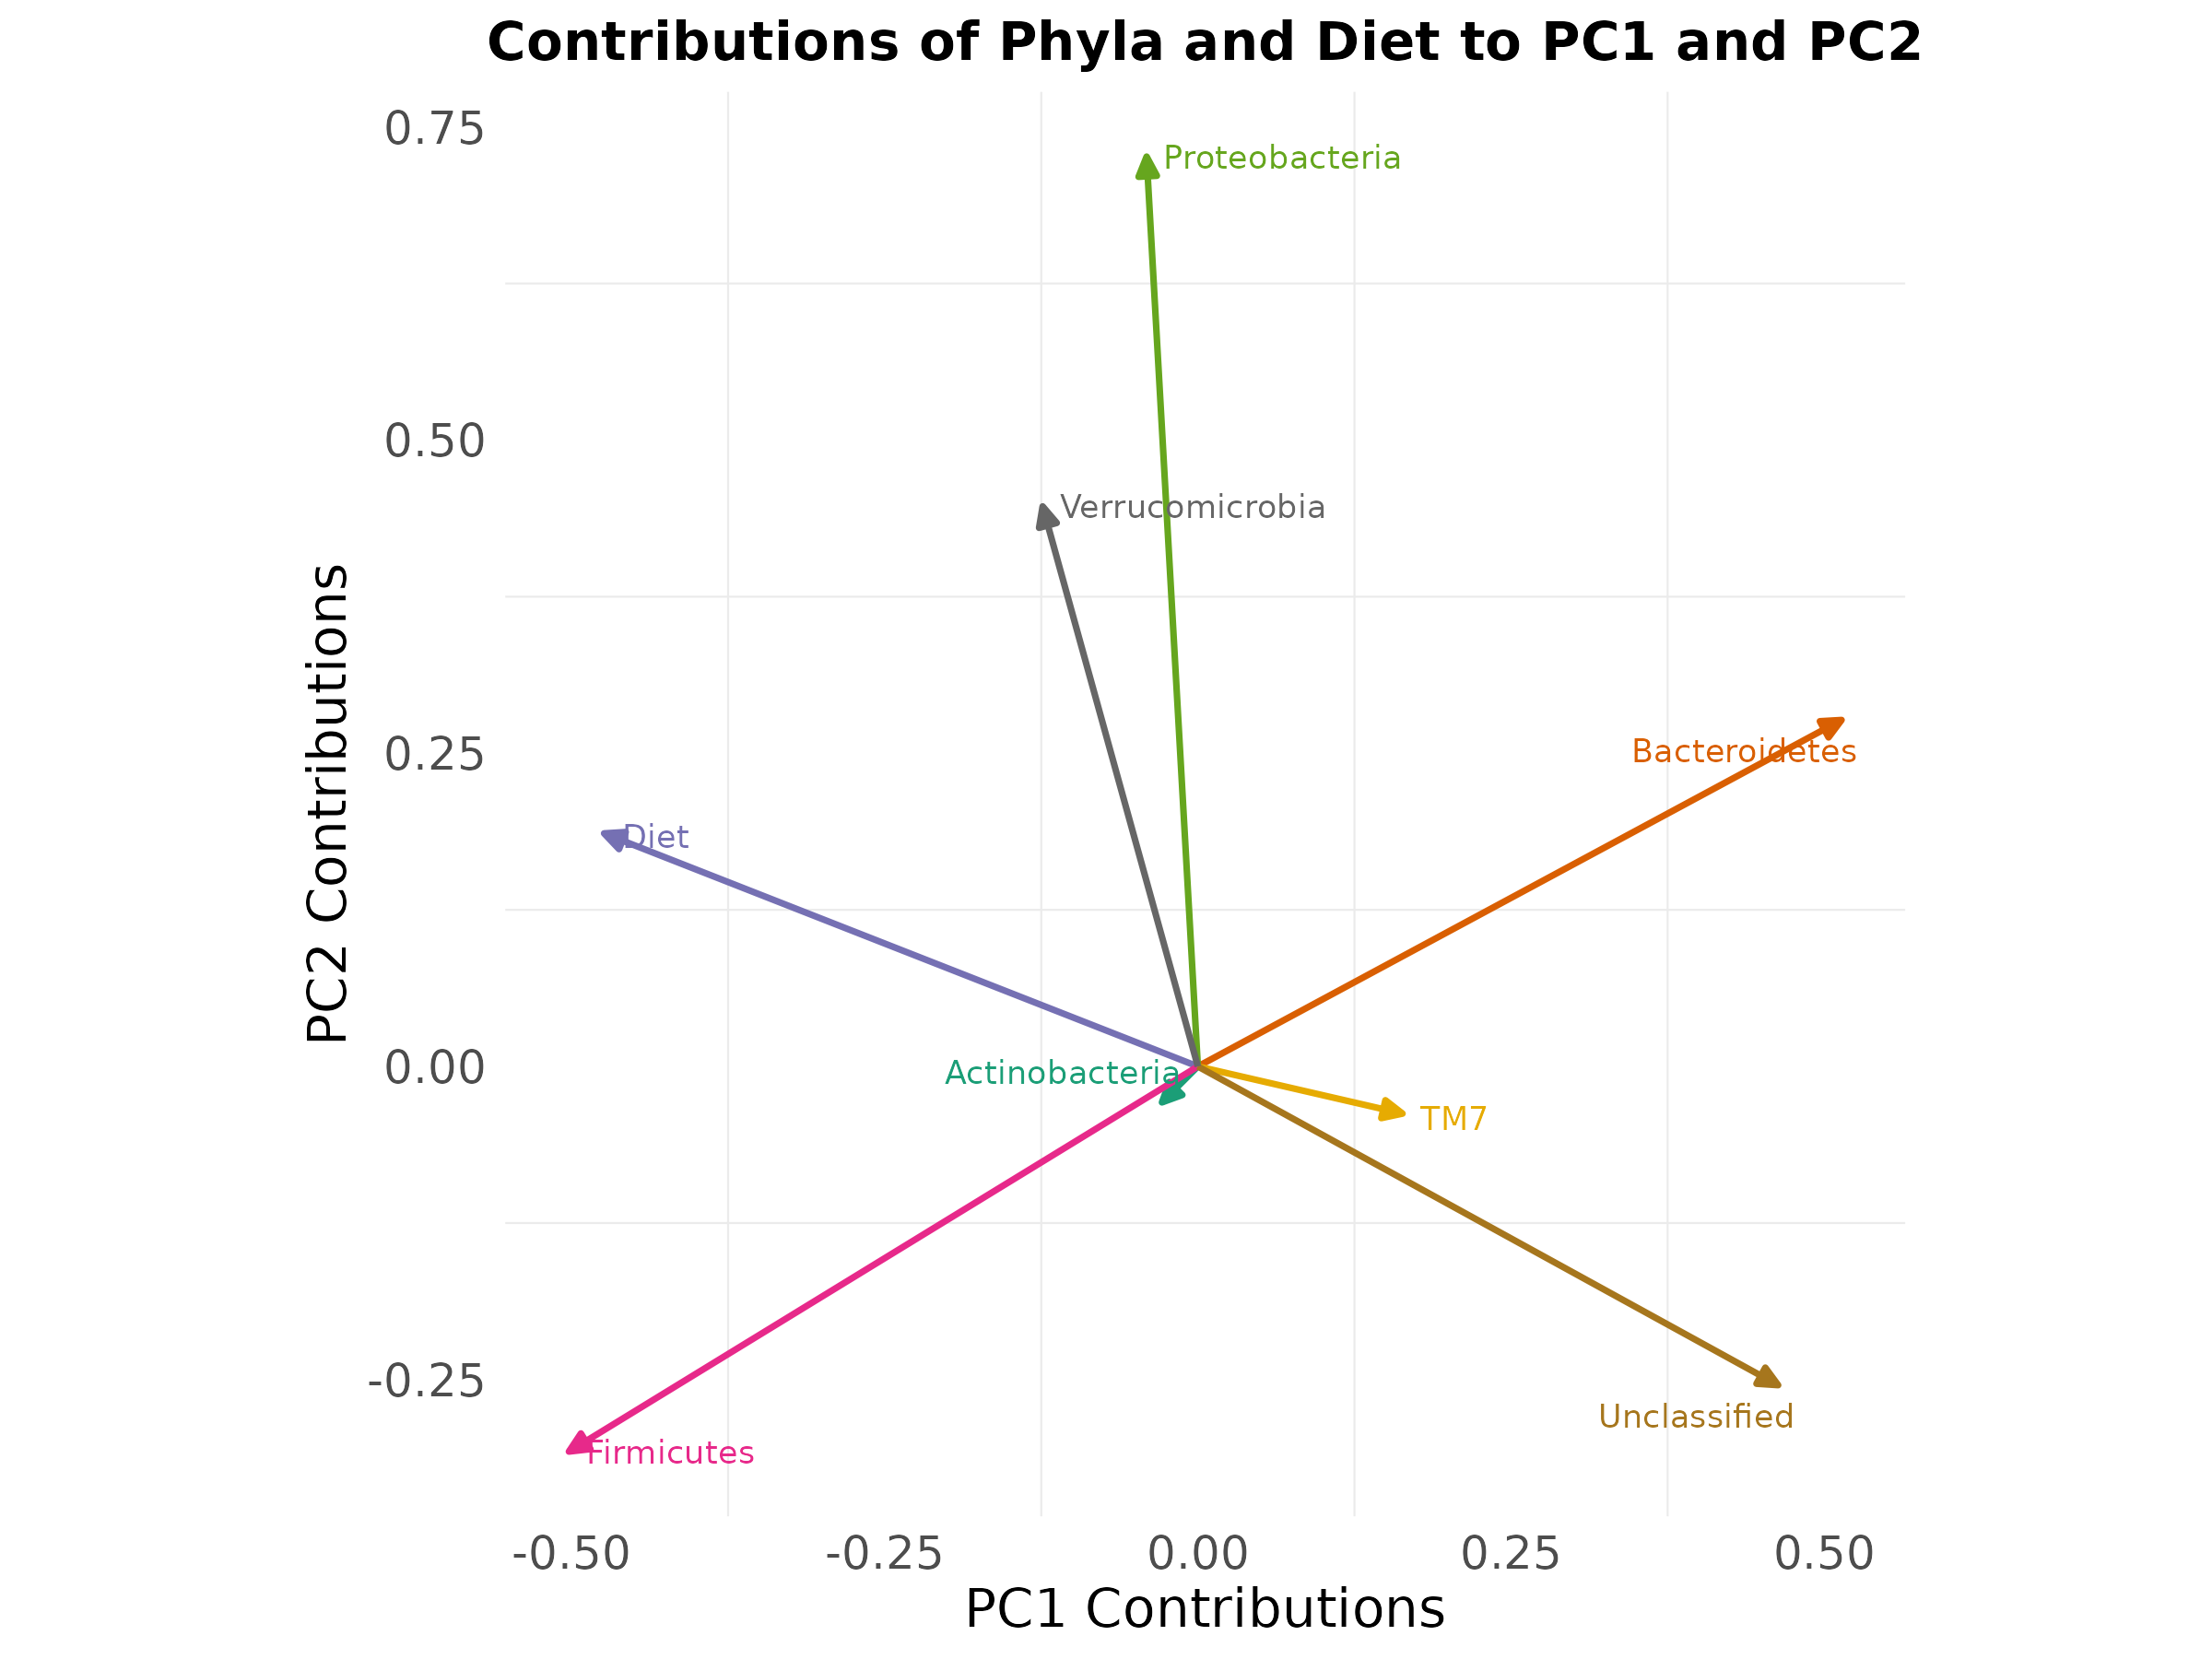 Contributions of Phyla and Diet to PC1 and PC2
0.75
Proteobacteria
0.50
Verrucomicrobia
PC2 Contributions
0.25
Bacteroidetes
Diet
0.00
Actinobacteria
TM7
-0.25
Unclassified
Firmicutes
-0.50 -0.25 0.00 0.25 0.50
PC1 Contributions